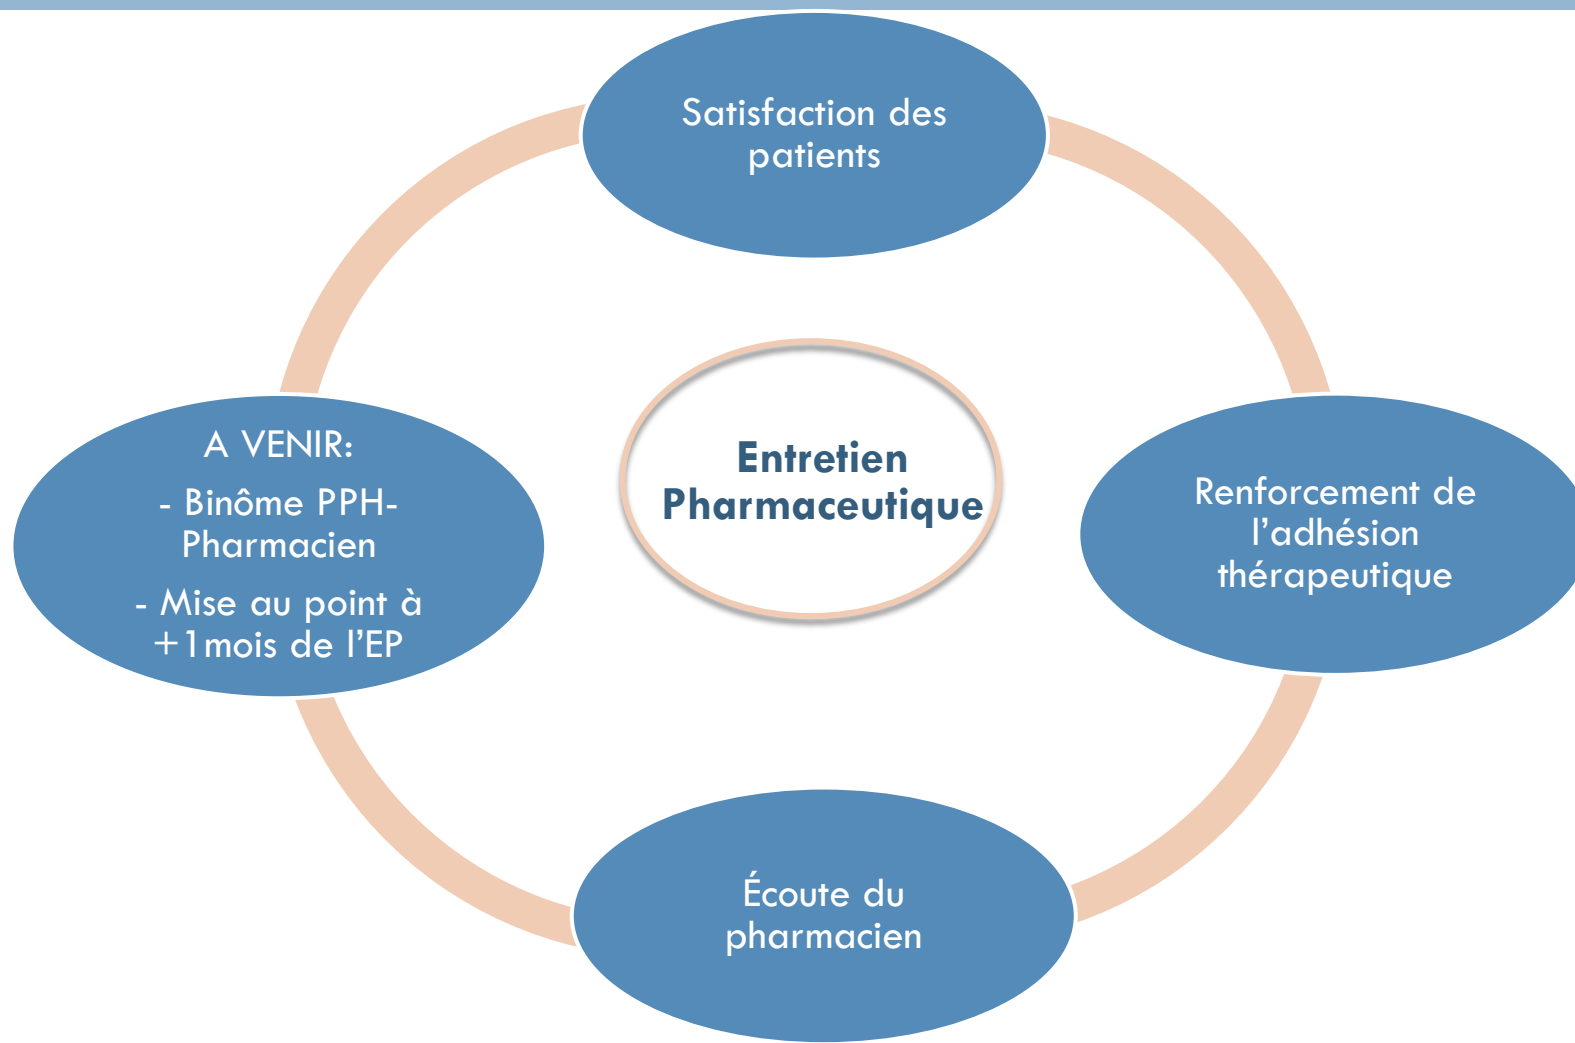 Satisfaction des
patients
A VENIR:
- Binôme PPH-
Pharmacien
- Mise au point à
+1mois de l’EP
Entretien
Pharmaceutique
Renforcement de
l’adhésion
thérapeutique
Écoute du
pharmacien